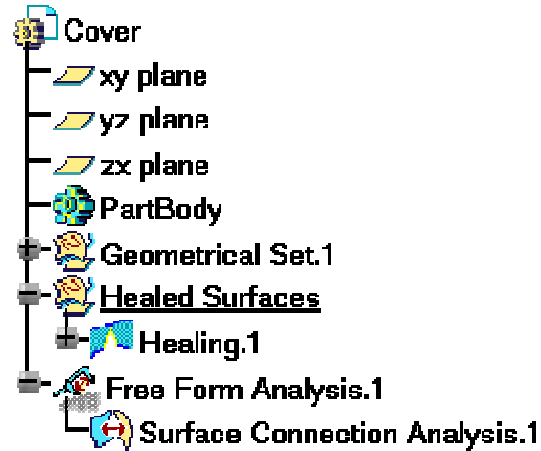 Cover
xy plane
yz plane
zx plane
PartBody
Geometrical Set.1
Healed Surfaces
Healing.1
Free Form Analysis.1
Surface Connection Analysis.1